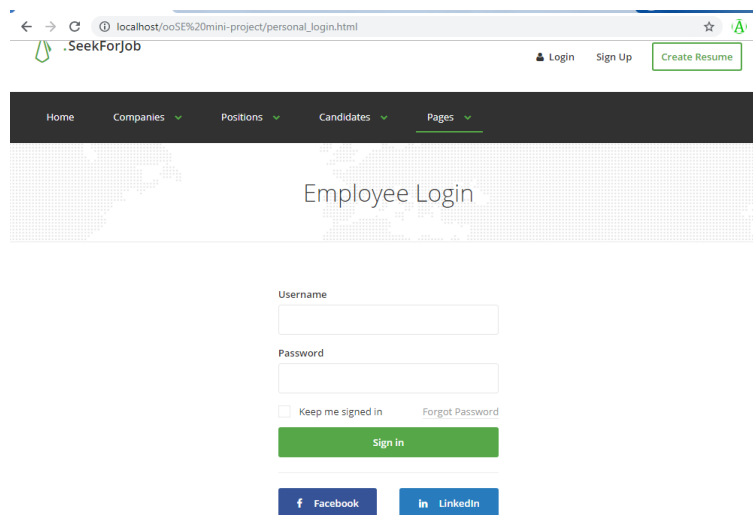 localhost/ooSE%20mini-project/personal_login.html
.SeekForJob
Login Sign Up Create Resume
Home Companies Positions Candidates Pages
Employee Login
Username
Password
Keep me signed in Forgot Password
Sign in
f Facebook in LinkedIn